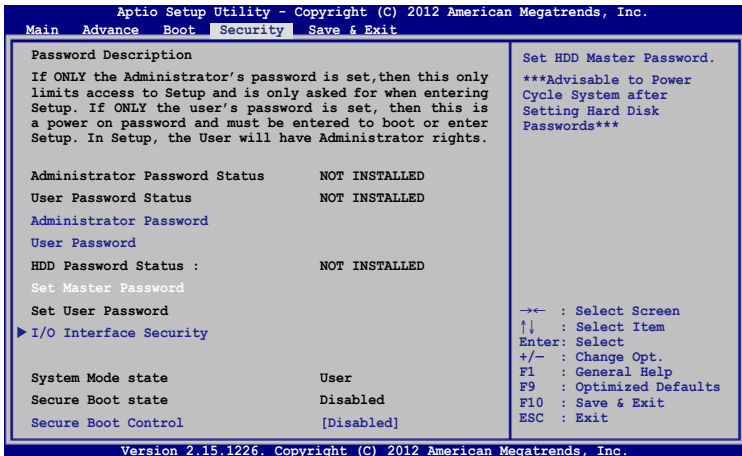 Aptio Setup Utility - Copyright (C) 2012 American Megatrends, Inc.
Main Advance Boot Security Save & Exit
Password Description
If ONLY the Administrator's password is set,then this only
limits access to Setup and is only asked for when entering
Setup. If ONLY the user's password is set, then this is
a power on password and must be entered to boot or enter
Setup. In Setup, the User will have Administrator rights.
Administrator Password Status NOT INSTALLED
User Password Status NOT INSTALLED
Administrator Password
User Password
HDD Password Status : NOT INSTALLED
Set Master Password
Set User Password
I/O Interface Security
System Mode state User
Secure Boot state Disabled
Secure Boot Control [Disabled]
Set HDD Master Password.
***Advisable to Power
Cycle System after
Setting Hard Disk
Passwords***
→← : Select Screen
↑↓ : Select Item
Enter: Select
+/— : Change Opt.
F1 : General Help
F9 : Optimized Defaults
F10 : Save & Exit
ESC : Exit
Version 2.15.1226. Copyright (C) 2012 American Megatrends, Inc.